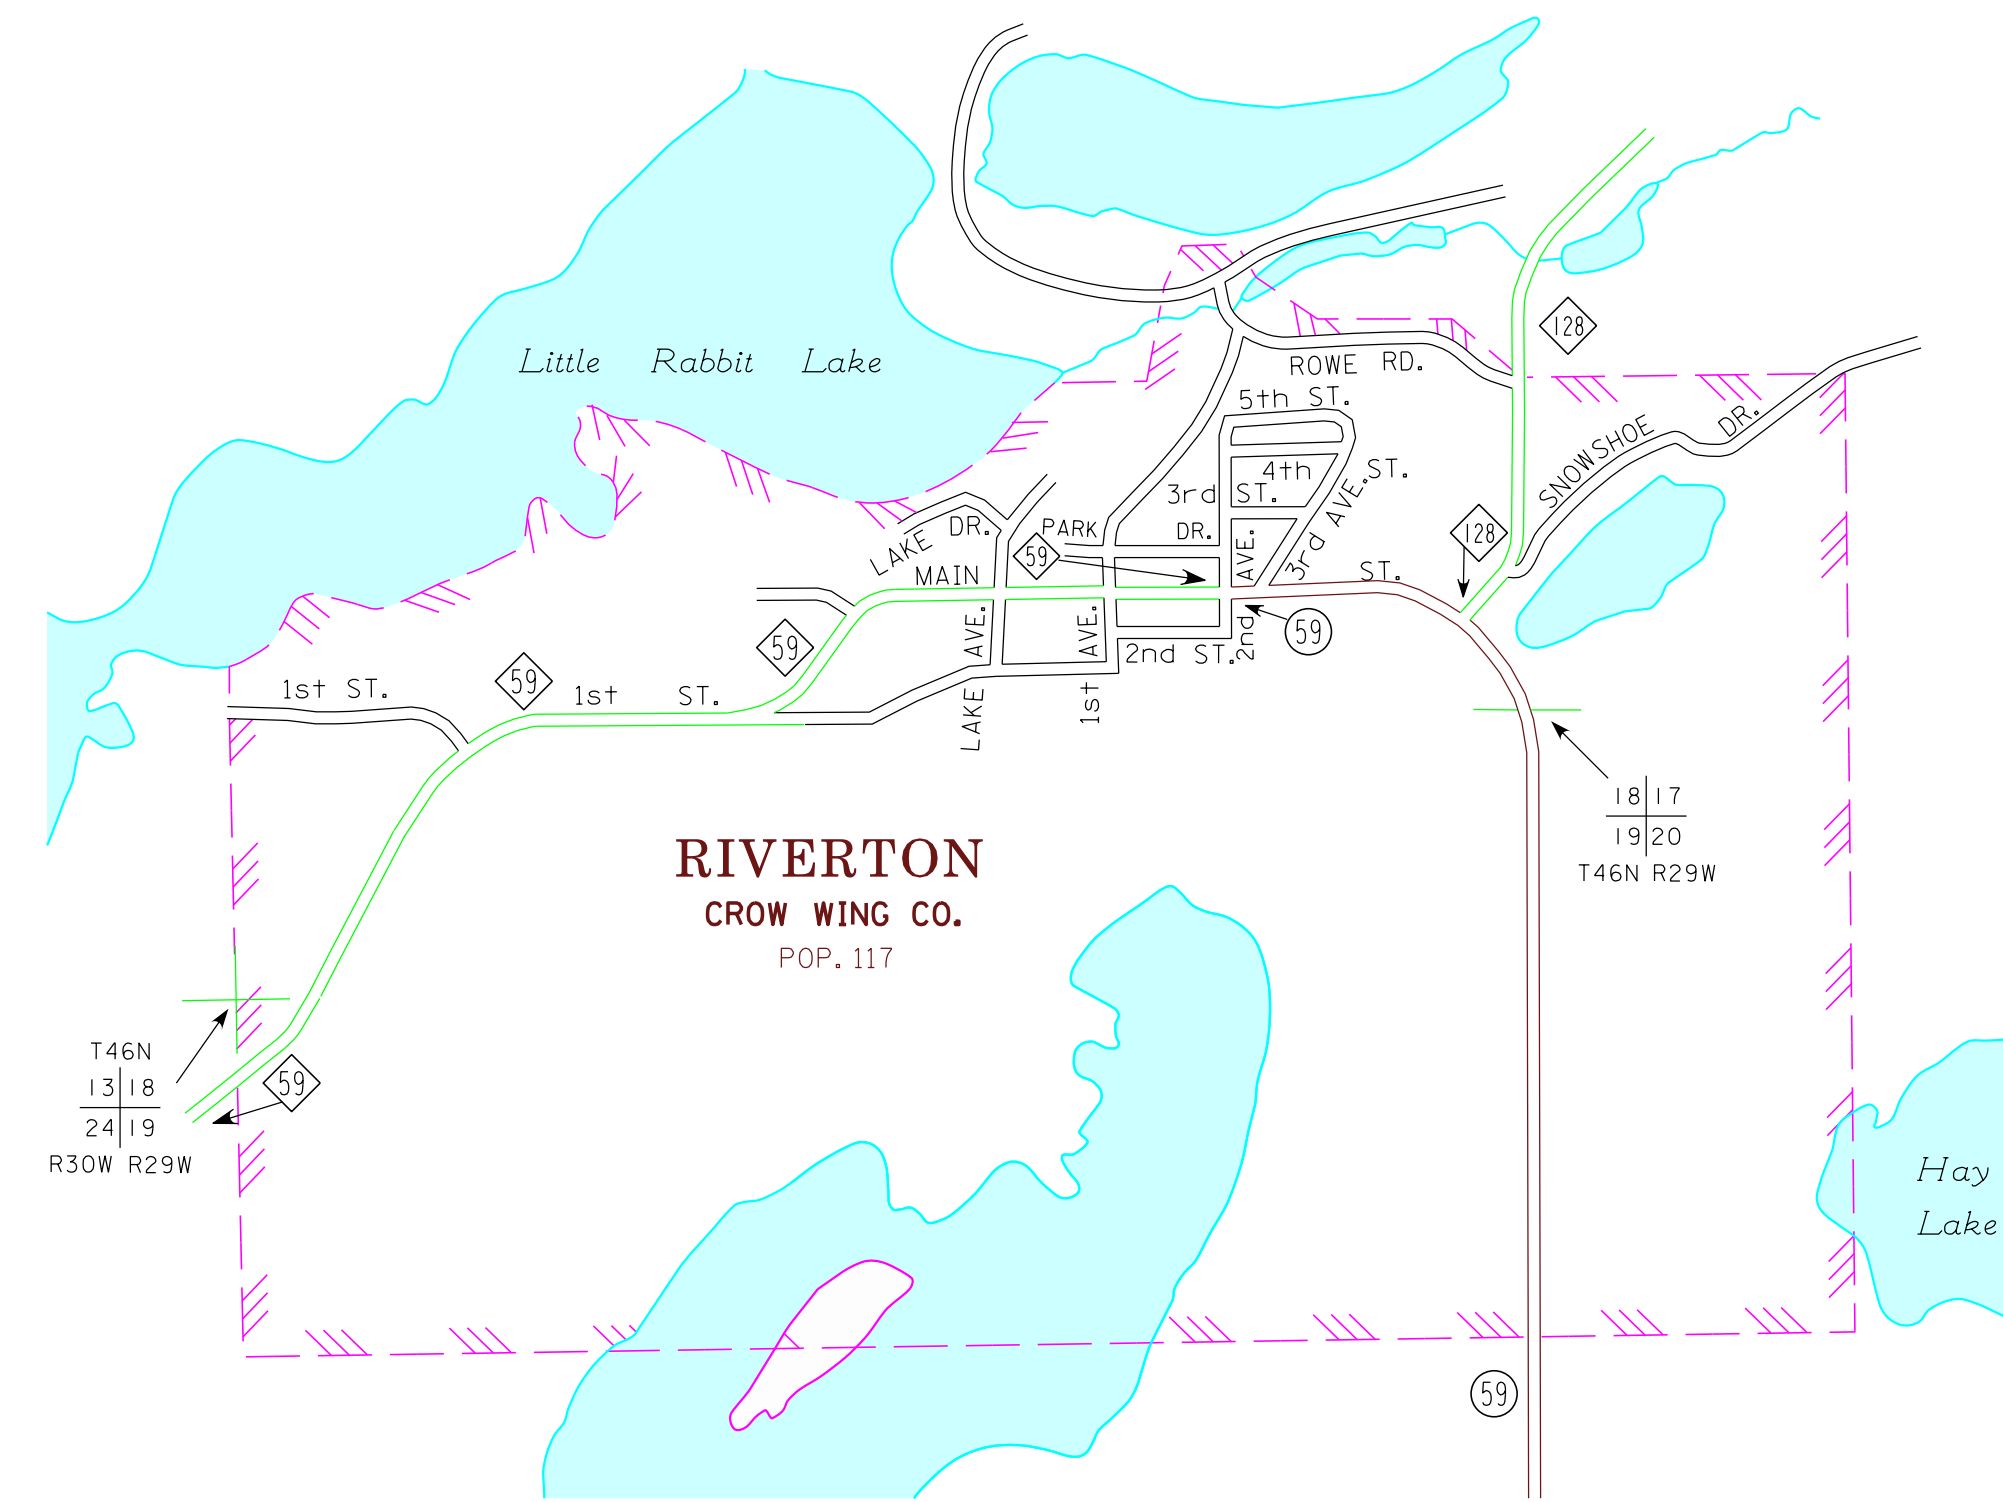 128
Little Rabbit Lake
ROWE RD.
5th ST.
SNOWSHOE DR.
4th ST.
3rd ST.
3rd AVE.
PARK DR.
LAKE DR.
59
128
MAIN ST.
2nd AVE.
59
59
2nd ST.
LAKE AVE.
1st AVE.
59
1st ST.
1st ST.
18 17
19 20
T46N R29W
RIVERTON
CROW WING CO.
POP. 117
T46N
13 18
24 19
R30W R29W
59
Hay
Lake
59